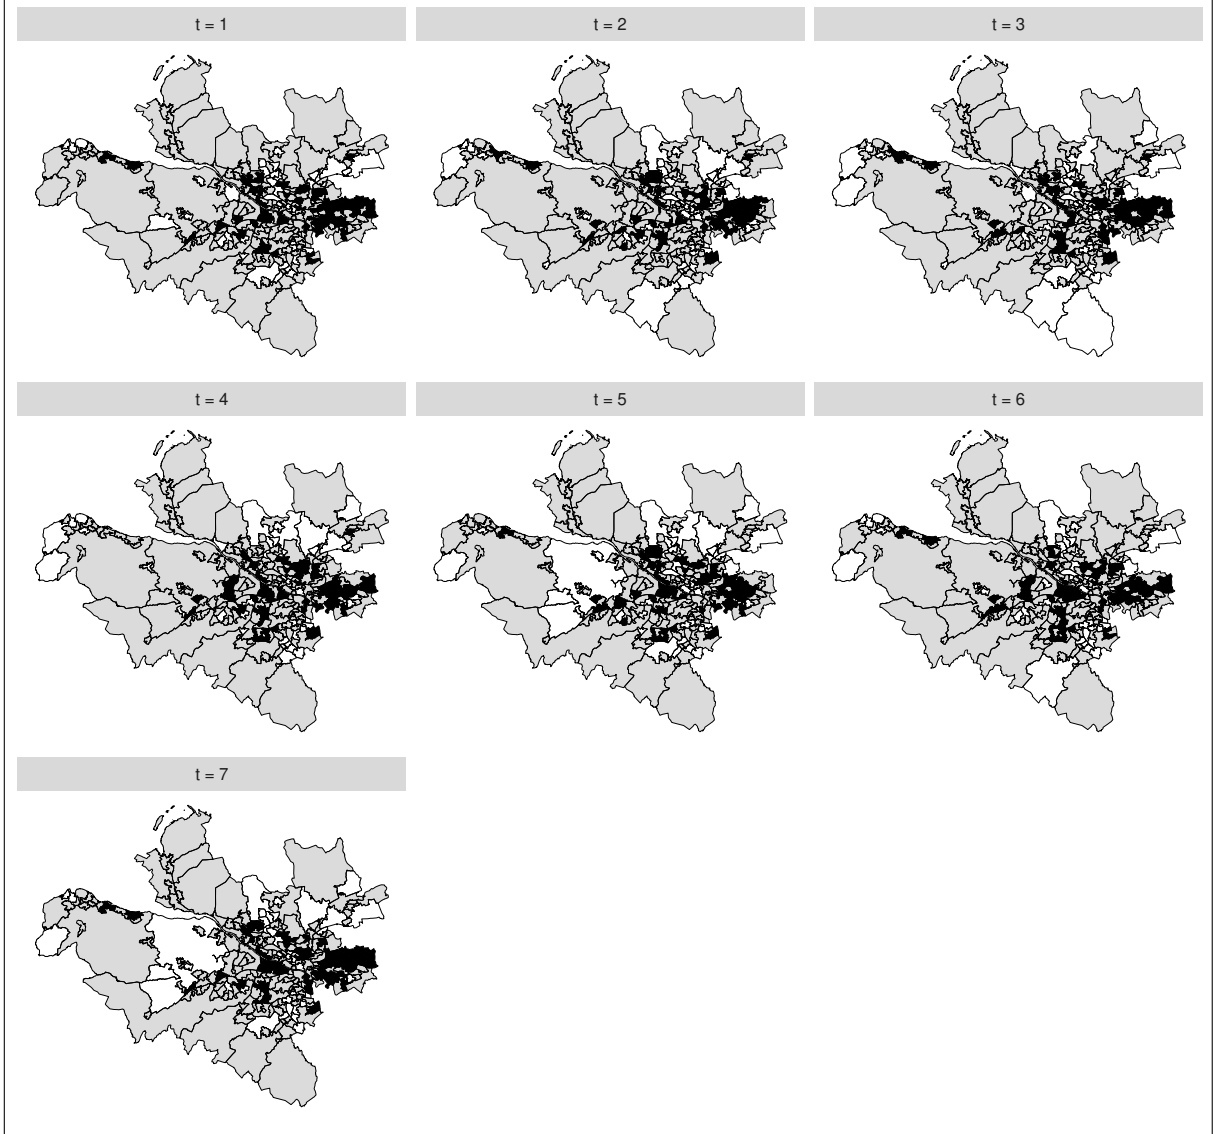 t = 1
t = 2
t = 3
t = 4
t = 5
t = 6
t = 7